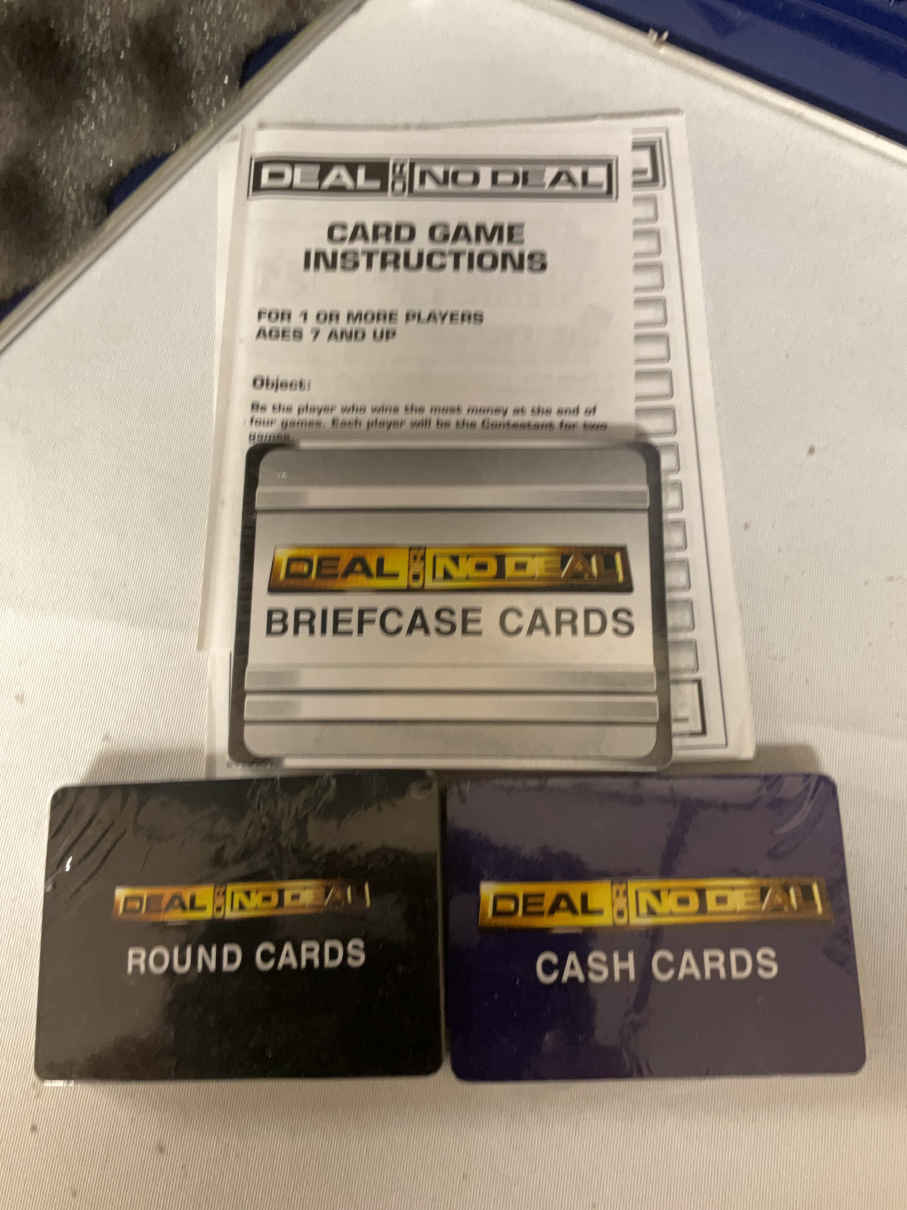 DEAL OR NO DEAL
CARD GAME
INSTRUCTIONS
FOR 1 OR MORE PLAYERS
AGES 7 AND UP
Object:
Be the player who wins the most money at the end of
four games. Each player will be the Contestant for two
games.
DEAL OR NO DEAL
BRIEFCASE CARDS
DEAL OR NO DEAL
ROUND CARDS
DEAL OR NO DEAL
CASH CARDS